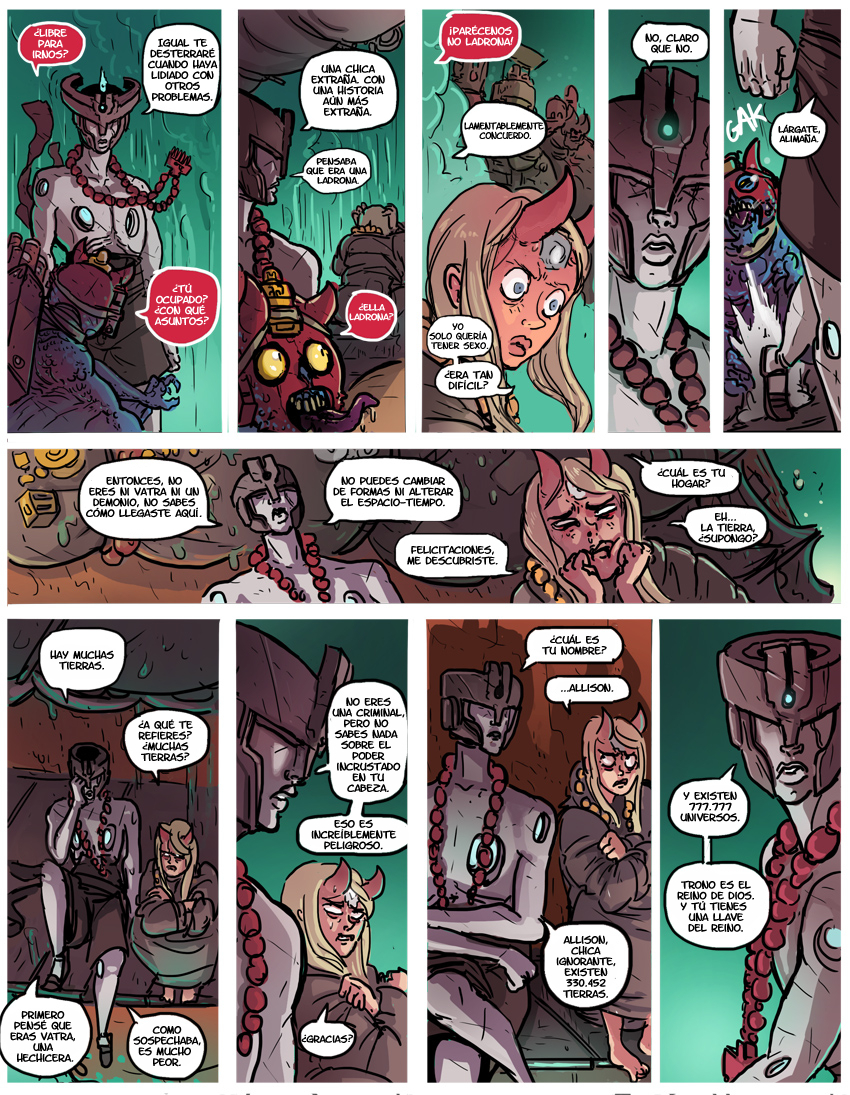 ¿LIBRE
PARA
IRNOS?
IGUAL TE
DESTERRARÉ
CUANDO HAYA
LIDIADO CON
OTROS
PROBLEMAS.
¿TÚ
OCUPADO?
¿CON QUÉ
ASUNTOS?
UNA CHICA
EXTRAÑA. CON
UNA HISTORIA
AÚN MÁS
EXTRAÑA.
PENSABA
QUE ERA UNA
LADRONA.
¿ELLA
LADRONA?
¡PARÉCENOS
NO LADRONA!
LAMENTABLEMENTE
CONCUERDO.
YO
SOLO QUERÍA
TENER SEXO.
¿ERA TAN
DIFÍCIL?
NO, CLARO
QUE NO.
GAK
LÁRGATE,
ALIMAÑA.
ENTONCES, NO
ERES NI VATRA NI UN
DEMONIO, NO SABES
CÓMO LLEGASTE AQUÍ.
NO PUEDES CAMBIAR
DE FORMAS NI ALTERAR
EL ESPACIO-TIEMPO.
FELICITACIONES,
ME DESCUBRISTE.
¿CUÁL ES TU
HOGAR?
EH...
LA TIERRA,
¿SUPONGO?
HAY MUCHAS
TIERRAS.
¿A QUÉ TE
REFIERES?
¿MUCHAS
TIERRAS?
PRIMERO
PENSÉ QUE
ERAS VATRA,
UNA
HECHICERA.
COMO
SOSPECHABA,
ES MUCHO
PEOR.
NO ERES
UNA CRIMINAL,
PERO NO
SABES NADA
SOBRE EL
PODER
INCRUSTADO
EN TU
CABEZA.
ESO ES
INCREÍBLEMENTE
PELIGROSO.
¿GRACIAS?
¿CUÁL ES
TU NOMBRE?
...ALLISON.
ALLISON,
CHICA
IGNORANTE,
EXISTEN
330.452
TIERRAS.
Y EXISTEN
777.777
UNIVERSOS.
TRONO ES EL
REINO DE DIOS.
Y TÚ TIENES
UNA LLAVE
DEL REINO.